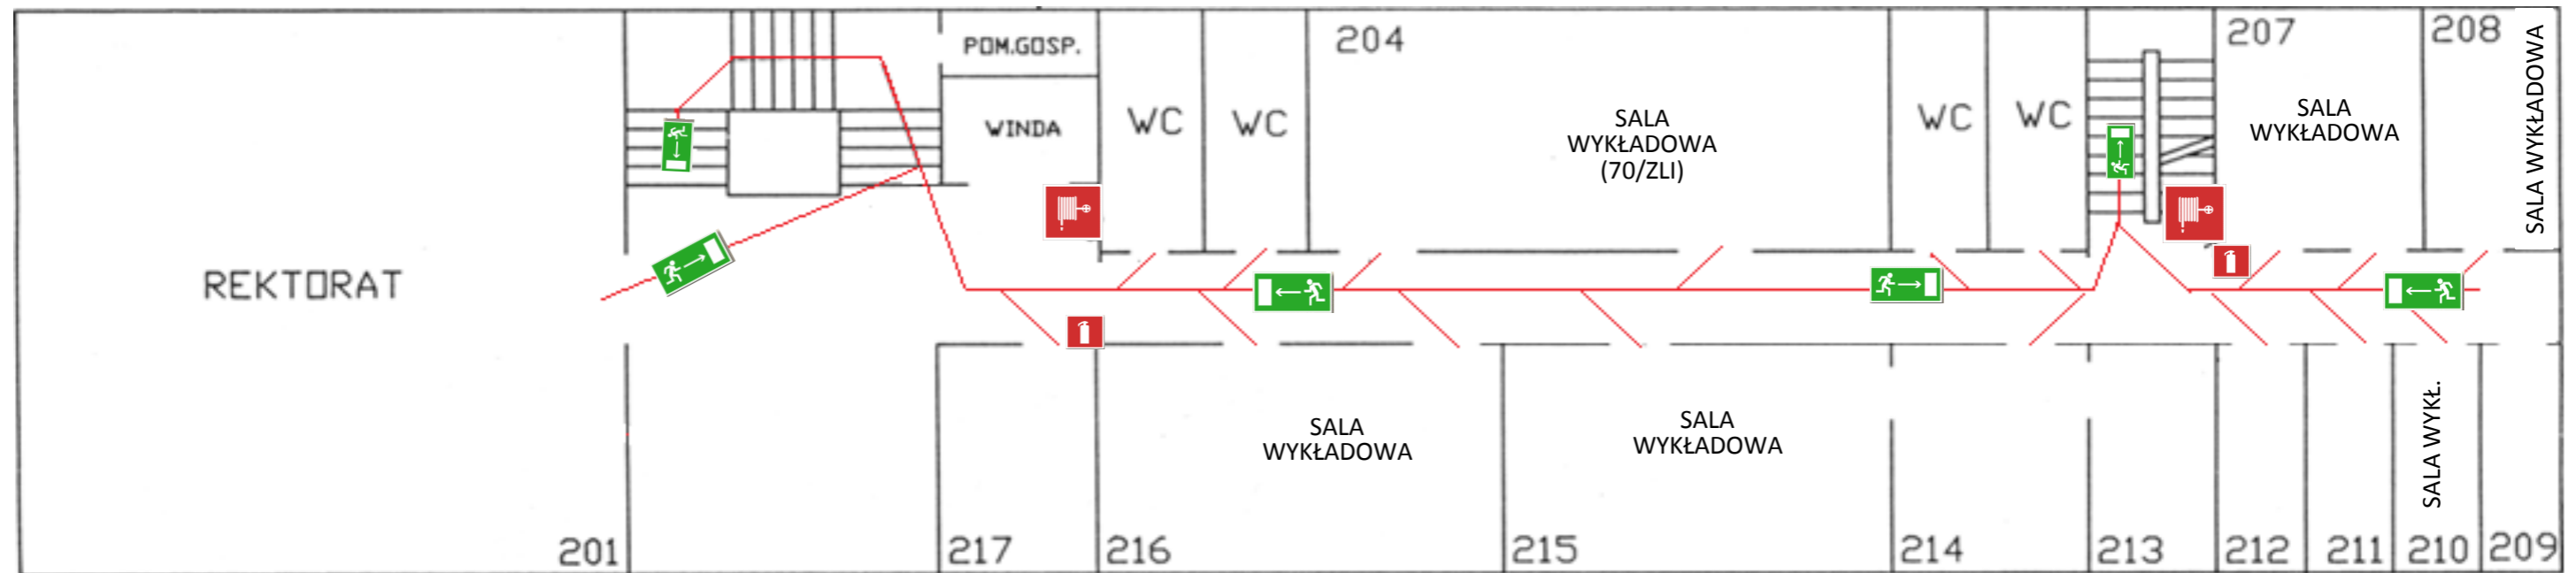 POM.GOSP.
WINDA
WC
WC
204
SALA
WYKŁADOWA
(70/ZLI)
WC
WC
207
SALA
WYKŁADOWA
208
SALA WYKŁADOWA
REKTORAT
201
217
216
SALA
WYKŁADOWA
215
SALA
WYKŁADOWA
214
213
212
211
210
SALA WYKŁ.
209